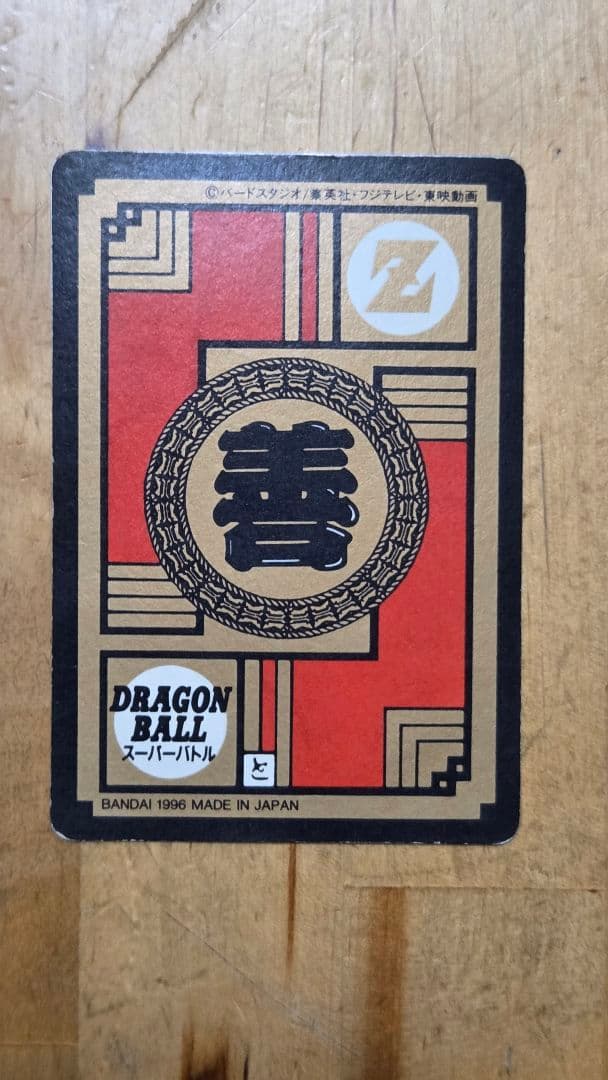 ©バードスタジオ/集英社・フジテレビ・東映動画
Z
善
DRAGON
BALL
スーパーバトル
と
BANDAI 1996 MADE IN JAPAN